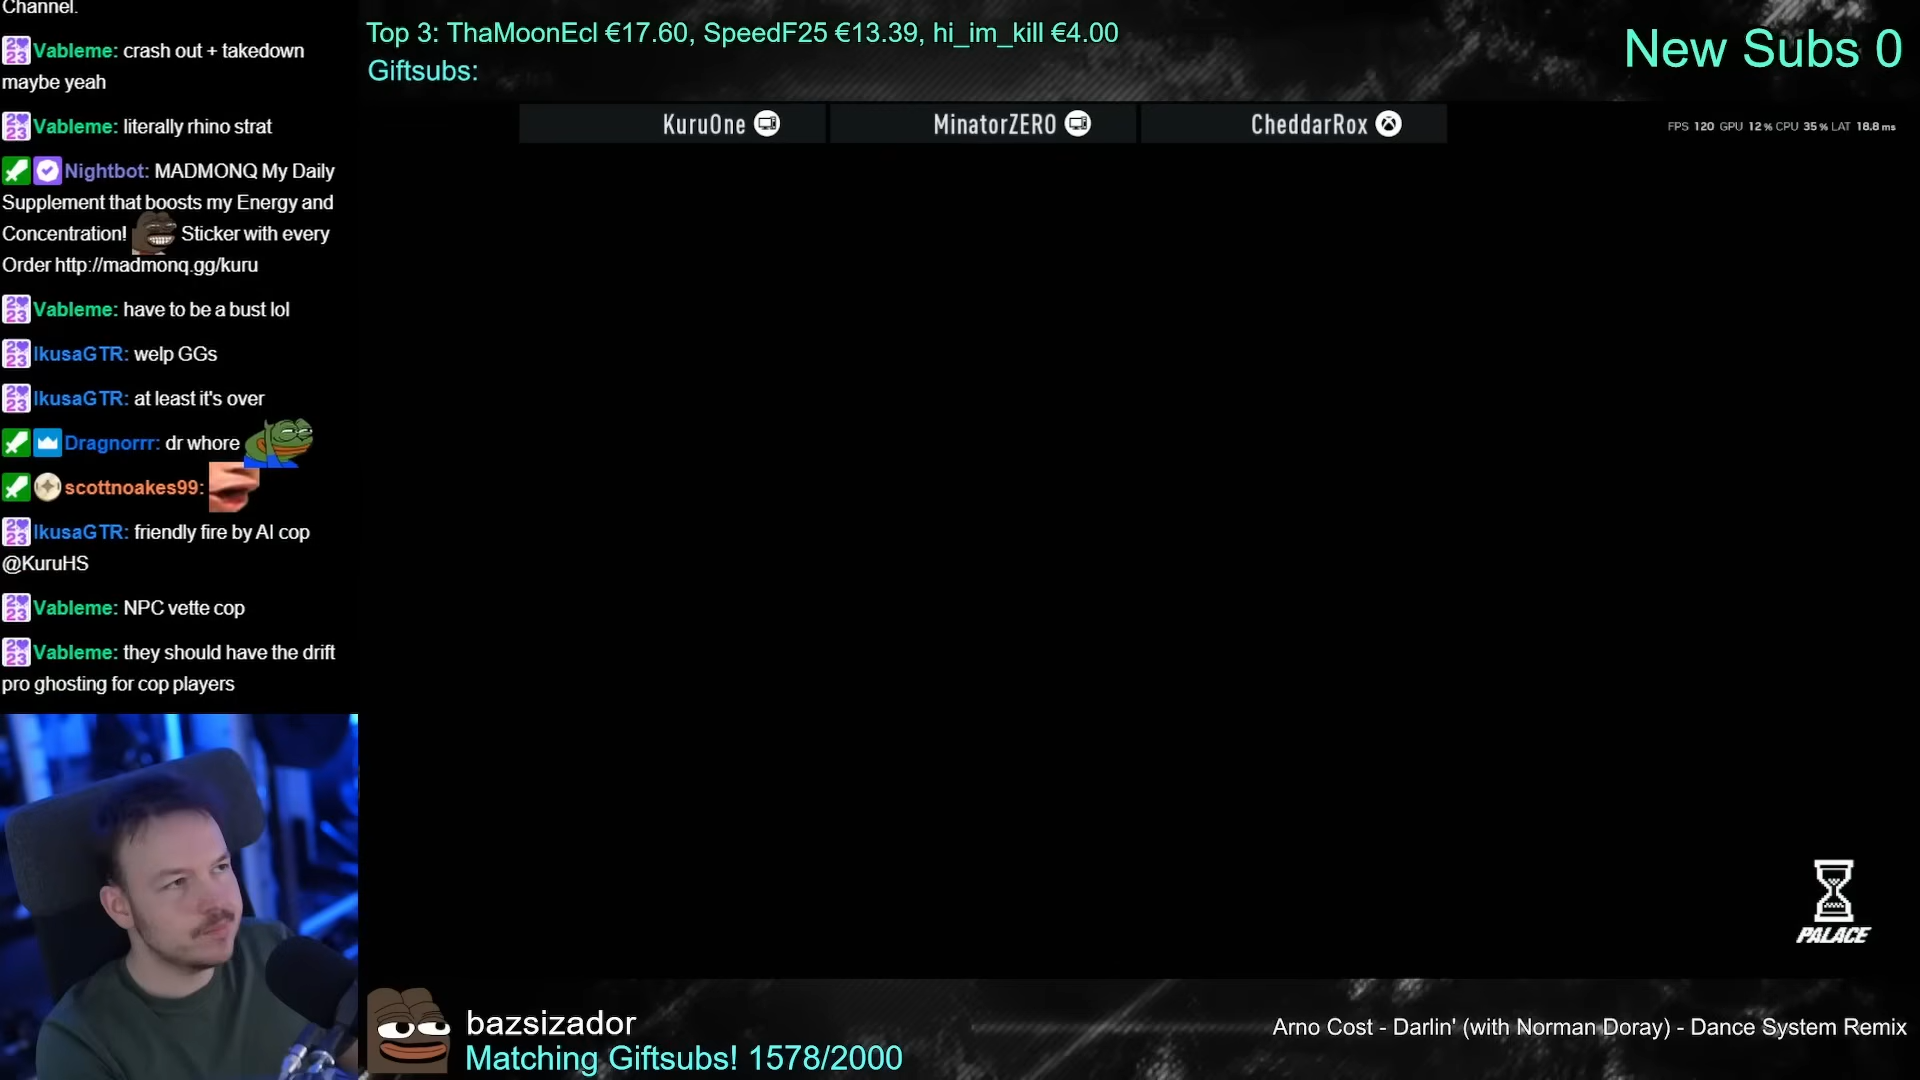 Channel.
Vableme: crash out + takedown
maybe yeah
Vableme: literally rhino strat
Nightbot: MADMONQ My Daily
Supplement that boosts my Energy and
Concentration! Sticker with every
Order http://madmonq.gg/kuru
Vableme: have to be a bust lol
IkusaGTR: welp GGs
IkusaGTR: at least it's over
Dragnorrr: dr whore
scottnoakes99:
IkusaGTR: friendly fire by AI cop
@KuruHS
Vableme: NPC vette cop
Vableme: they should have the drift
pro ghosting for cop players
Top 3: ThaMoonEcl €17.60, SpeedF25 €13.39, hi_im_kill €4.00
Giftsubs:
New Subs 0
KuruOne
MinatorZERO
CheddarRox
FPS 120 GPU 12 % CPU 35 % LAT 18.8 ms
PALACE
bazsizador
Matching Giftsubs! 1578/2000
Arno Cost - Darlin' (with Norman Doray) - Dance System Remix